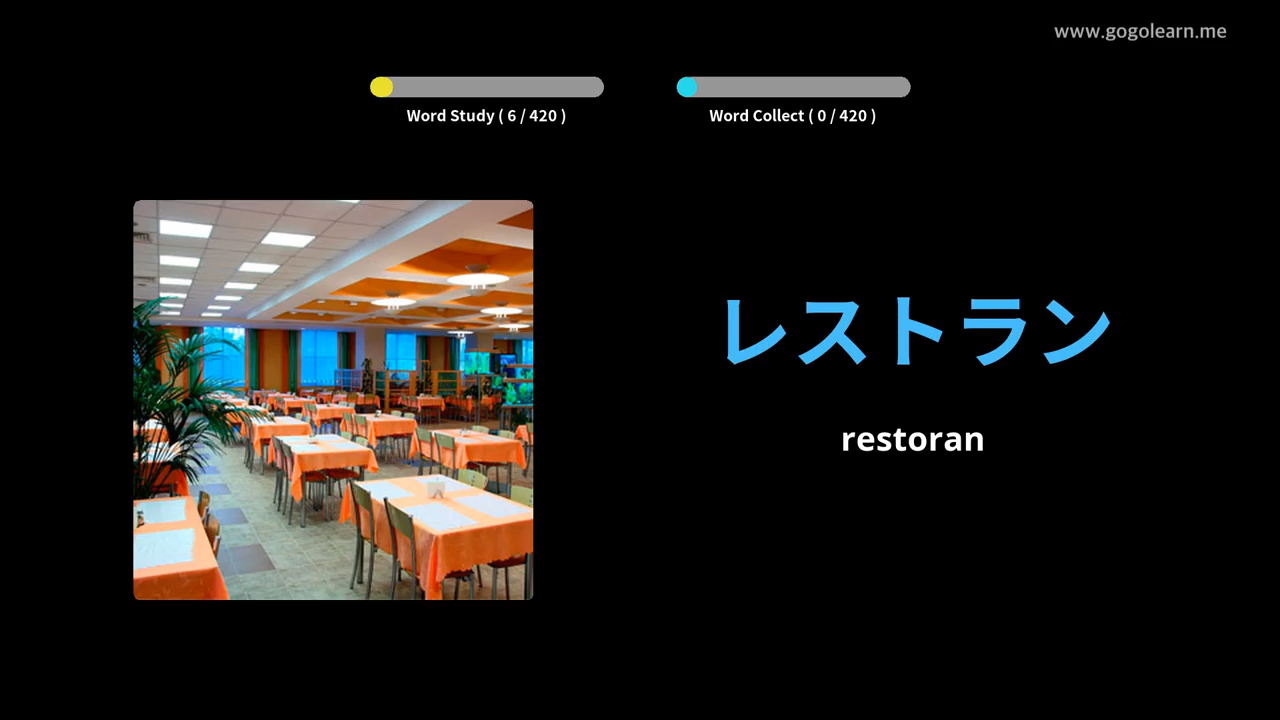 www.gogolearn.me
Word Study ( 6 / 420 )
Word Collect ( 0 / 420 )
レストラン
restoran